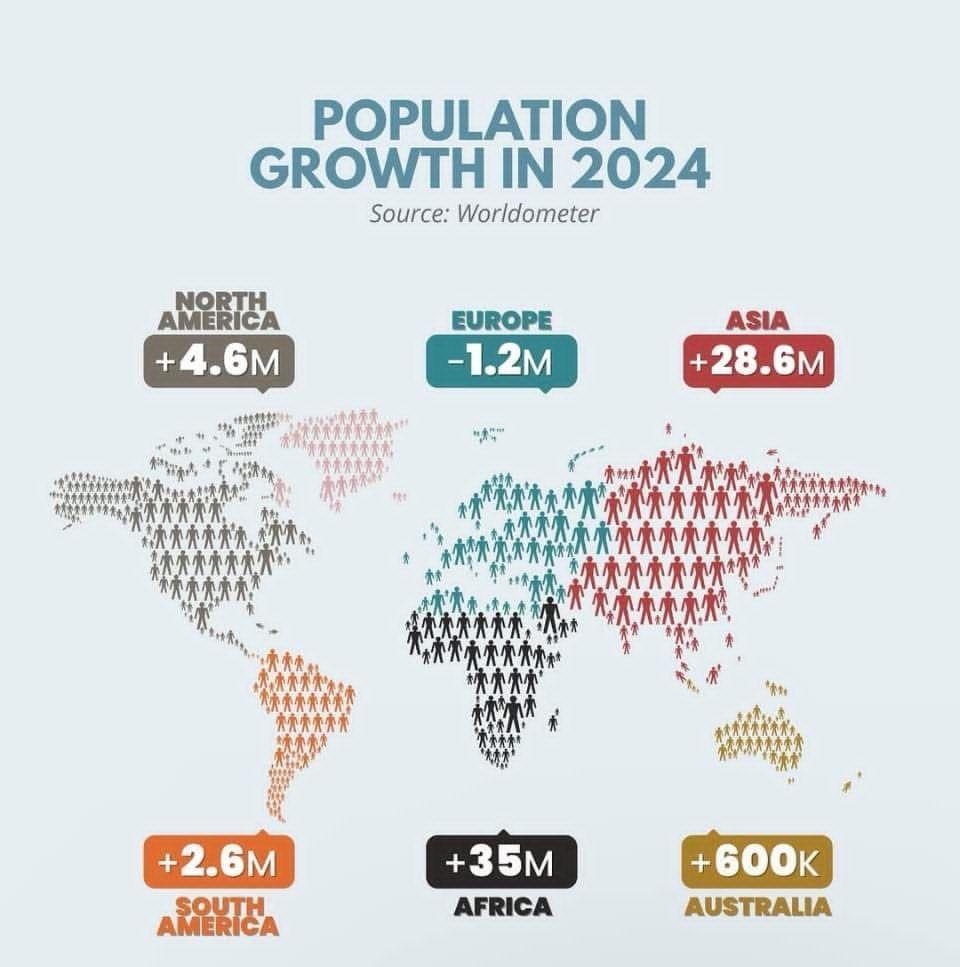 POPULATION
GROWTH IN 2024
Source: Worldometer
NORTH
AMERICA
+4.6M
EUROPE
-1.2M
ASIA
+28.6M
+2.6M
SOUTH
AMERICA
+35M
AFRICA
+600K
AUSTRALIA